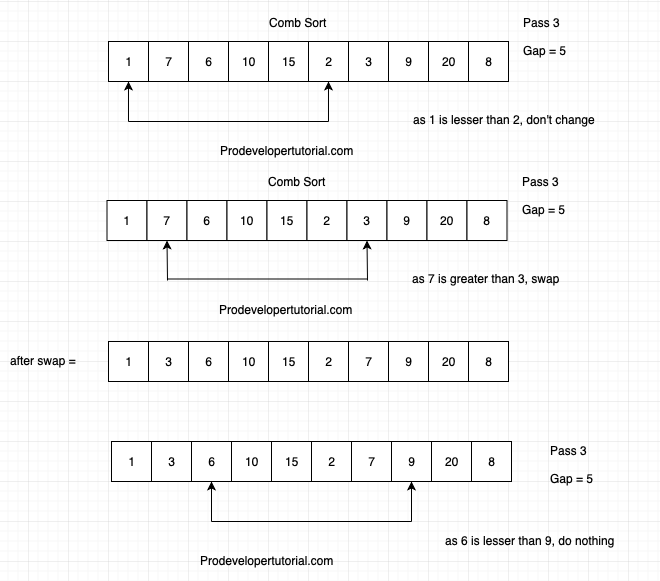 Comb Sort
Pass 3
Gap = 5
1 7 6 10 15 2 3 9 20 8
as 1 is lesser than 2, don't change
Prodevelopertutorial.com
Comb Sort
Pass 3
Gap = 5
1 7 6 10 15 2 3 9 20 8
as 7 is greater than 3, swap
Prodevelopertutorial.com
after swap =
1 3 6 10 15 2 7 9 20 8
Pass 3
1 3 6 10 15 2 7 9 20 8
Gap = 5
as 6 is lesser than 9, do nothing
Prodevelopertutorial.com